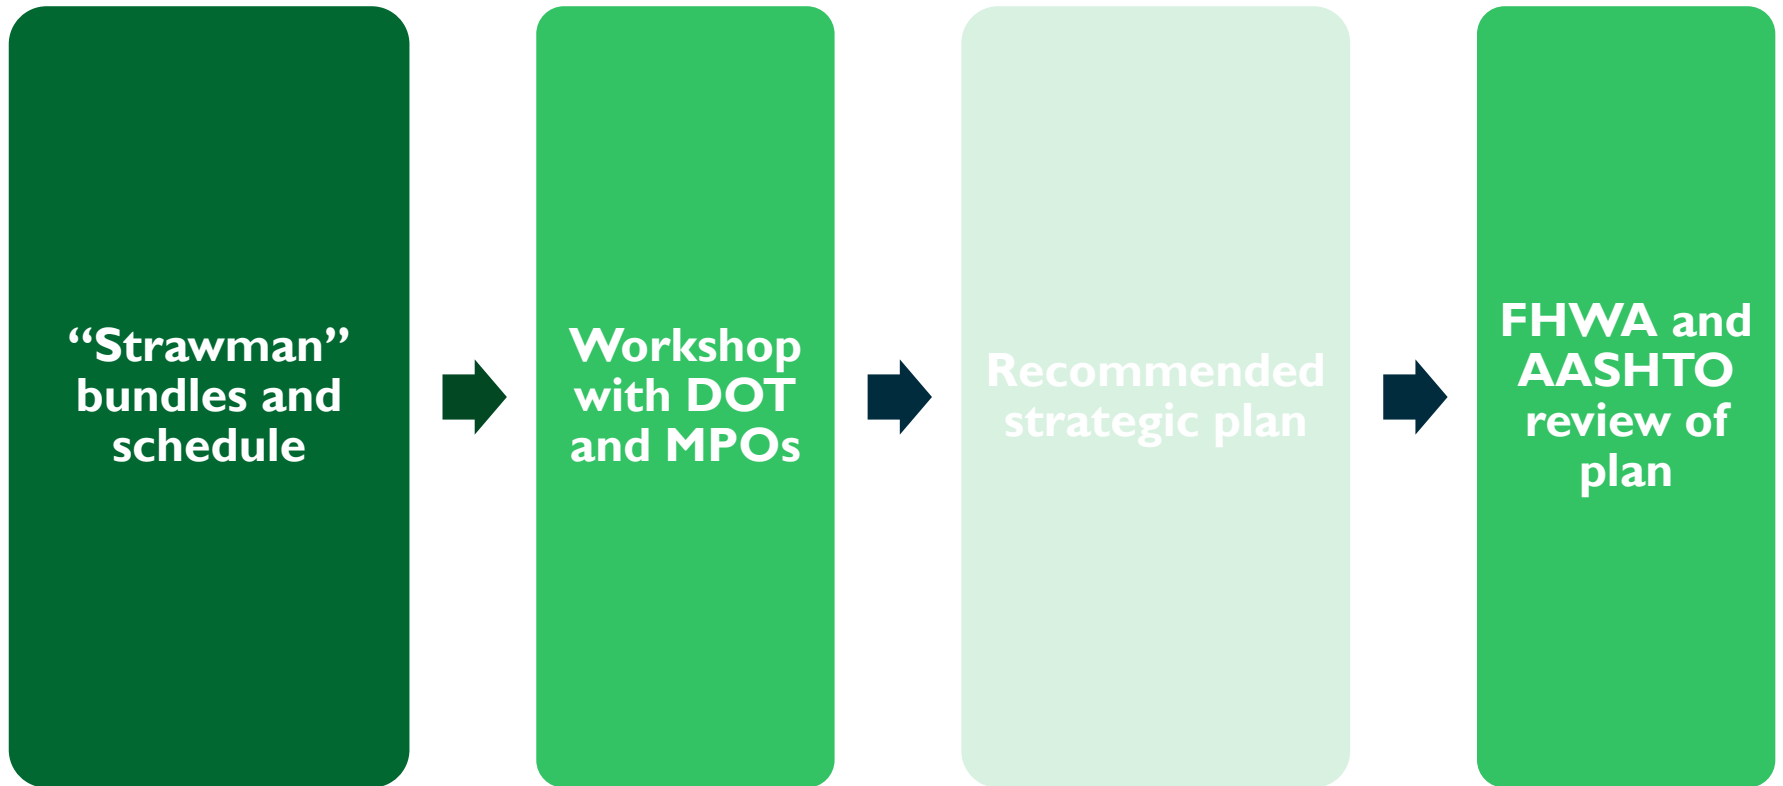 “Strawman”
bundles and
schedule
Workshop
with DOT
and MPOs
Recommended
strategic plan
FHWA and
AASHTO
review of
plan